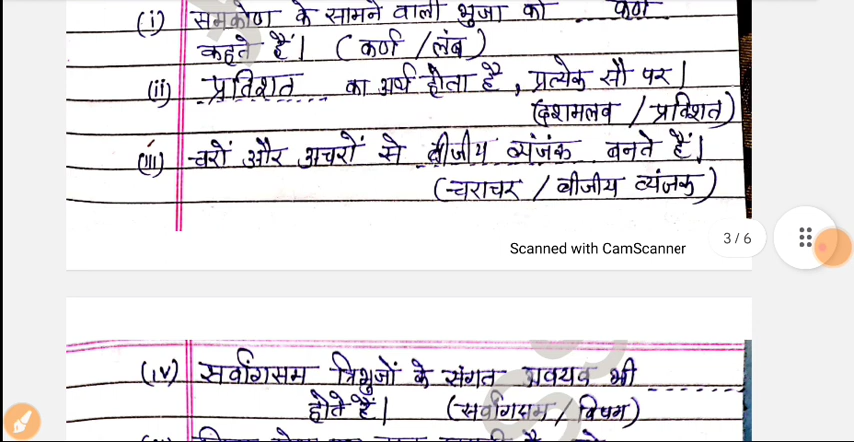 (i) समकोण के सामने वाली भुजा को कर्ण
कहते हैं। (कर्ण / लंब)
(ii) प्रतिशत का अर्थ होता है, प्रत्येक सौ पर।
(दशमलव / प्रतिशत)
(iii) चरों और अचरों से बीजीय व्यंजंक बनते हैं।
(चराचर / बीजीय व्यंजक)
Scanned with CamScanner
3 / 6
(iv) सर्वांगसम त्रिभुजों के संगत अवयव भी ------
होते हैं। (सर्वांगसम / विषम)